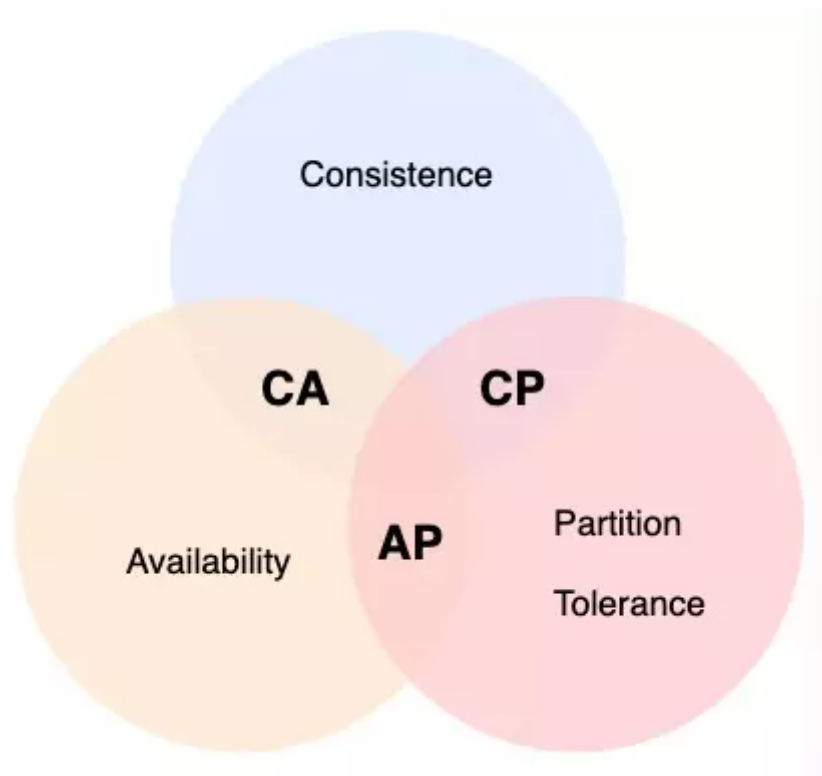 Consistence
CA
CP
AP
Availability
Partition
Tolerance